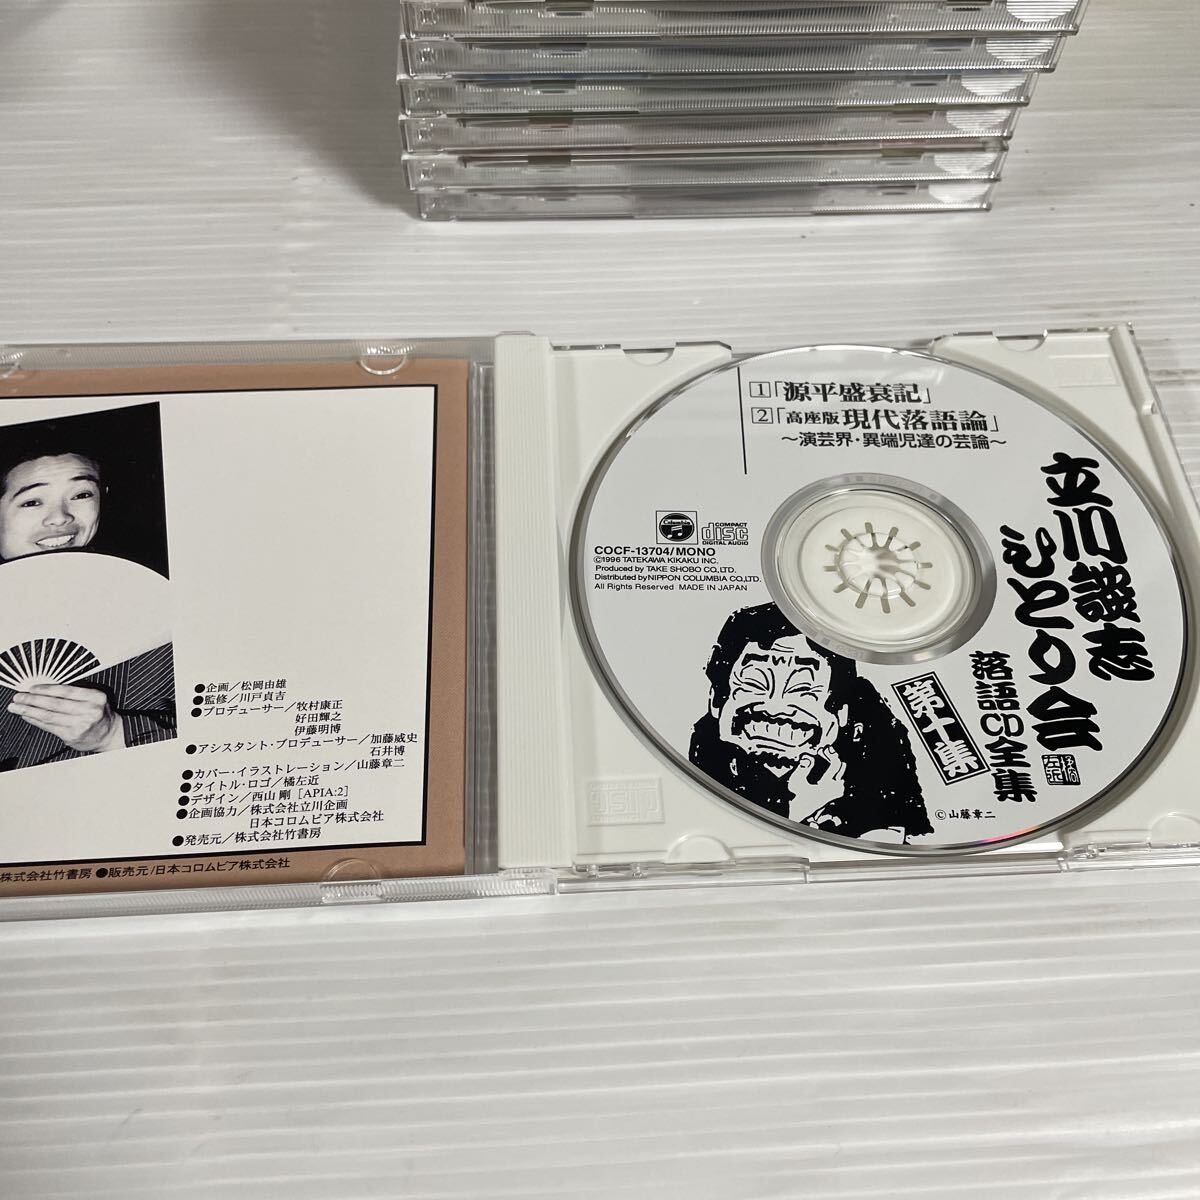 ●企画／松岡由雄
●監修／川戸貞吉
●プロデューサー／牧村康正
好田輝之
伊藤明博
●アシスタント・プロデューサー／加藤威史
石井博
●カバー・イラストレーション／山藤章二
●タイトル・ロゴ／橘左近
●デザイン／西山 剛［APIA:2］
●企画協力／株式会社立川企画
日本コロムビア株式会社
●発売元／株式会社竹書房
株式会社竹書房 ●販売元/日本コロムビア株式会社
1「源平盛衰記」
2「高座版 現代落語論」
〜演芸界・異端児達の芸論〜
Columbia
COMPACT
disc
DIGITAL AUDIO
COCF-13704/MONO
©1996 TATEKAWA KIKAKU INC.
Produced by TAKE SHOBO CO.,LTD.
Distributed by NIPPON COLUMBIA CO.,LTD.
All Rights Reserved MADE IN JAPAN
立川談志
ひとり会
落語CD全集
第十集
©山藤章二